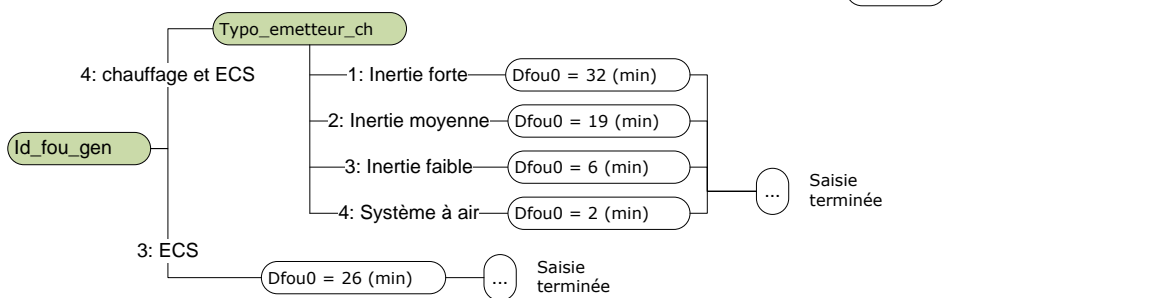 Typo_emetteur_ch
4: chauffage et ECS
1: Inertie forte
Dfou0 = 32 (min)
2: Inertie moyenne
Dfou0 = 19 (min)
Id_fou_gen
3: Inertie faible
Dfou0 = 6 (min)
...
Saisie
terminée
4: Système à air
Dfou0 = 2 (min)
3: ECS
Dfou0 = 26 (min)
...
Saisie
terminée